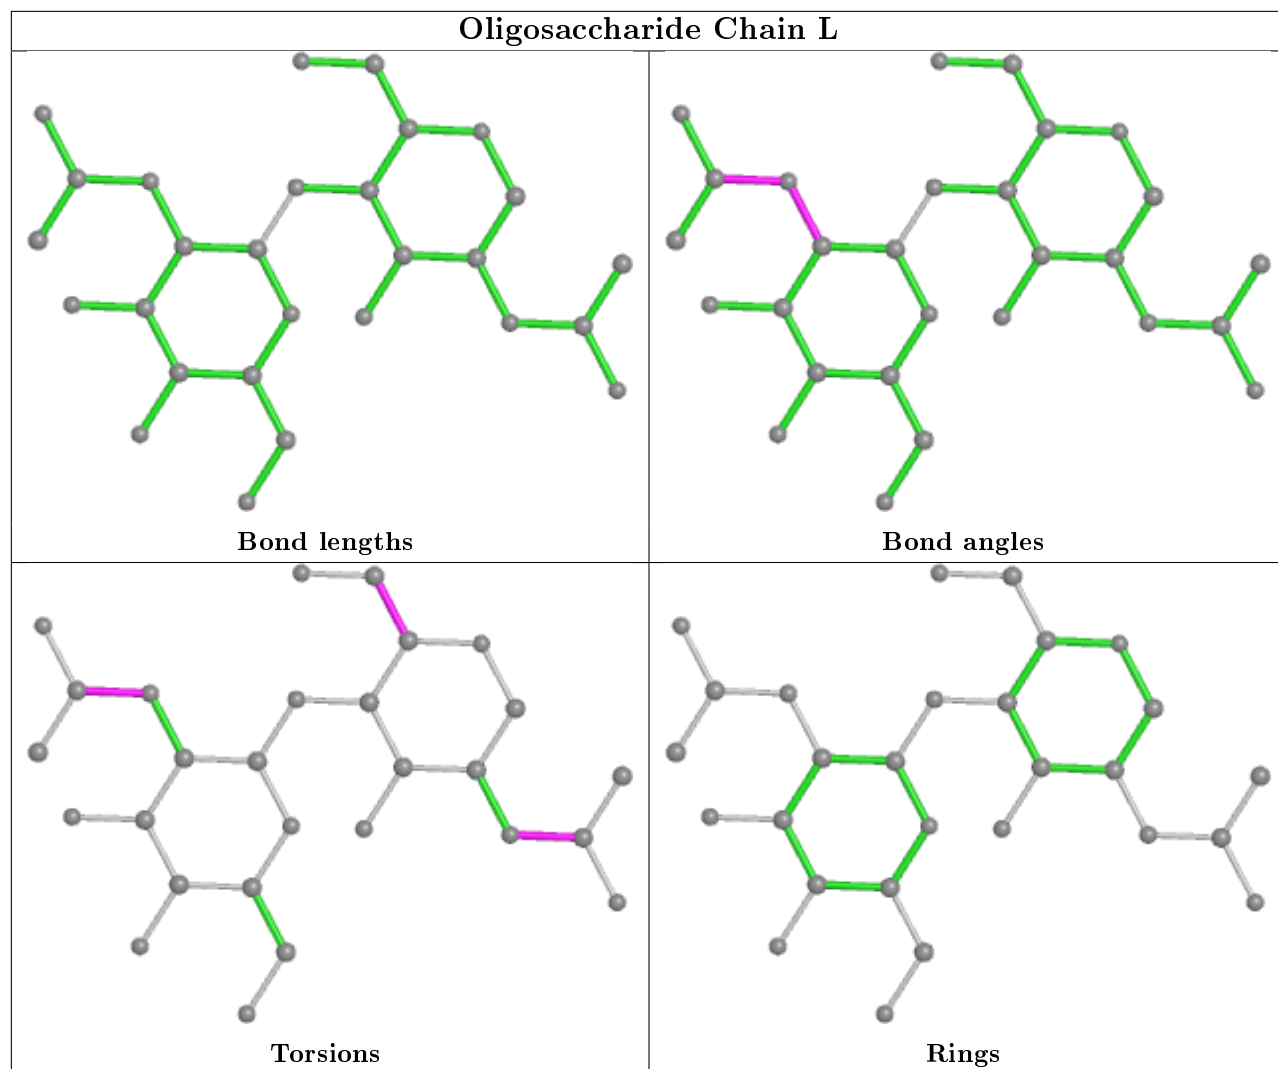 Oligosaccharide Chain L
Bond lengths
Bond angles
Torsions
Rings